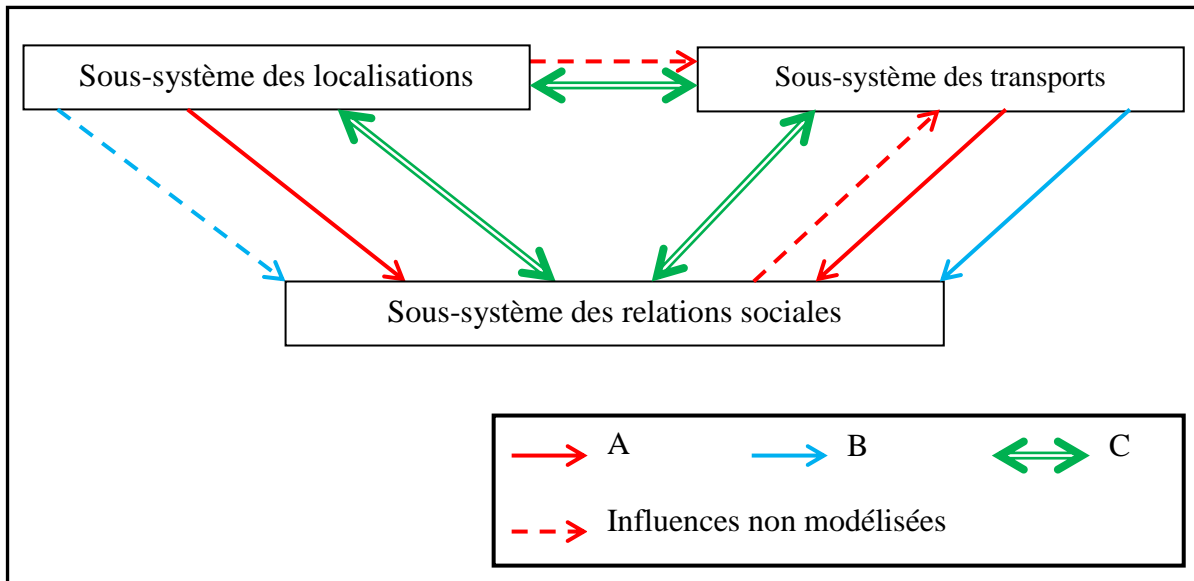 Sous-système des localisations
Sous-système des transports
Sous-système des relations sociales
A
B
C
Influences non modélisées